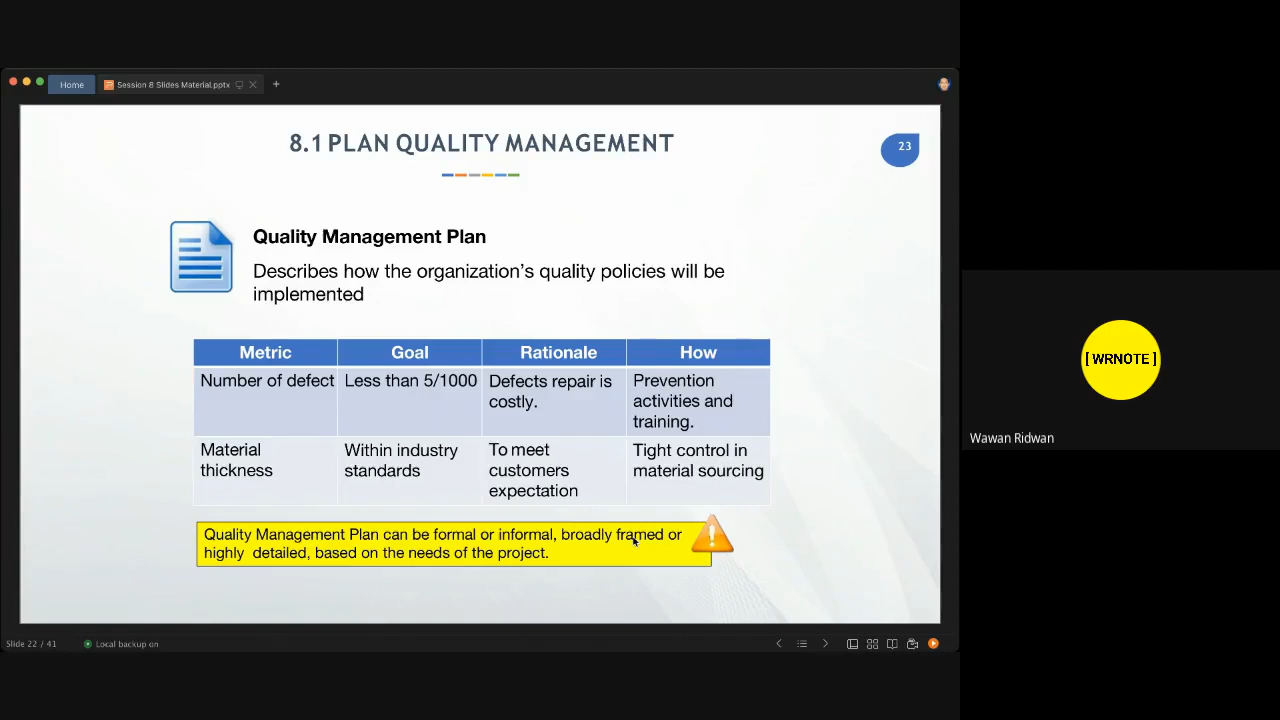 Home
Session 8 Slides Material.pptx
8.1 PLAN QUALITY MANAGEMENT
23
Quality Management Plan
Describes how the organization's quality policies will be
implemented
Metric Goal Rationale How
Number of defect Less than 5/1000 Defects repair is
costly. Prevention
activities and
training.
Material
thickness Within industry
standards To meet
customers
expectation Tight control in
material sourcing
Quality Management Plan can be formal or informal, broadly framed or
highly detailed, based on the needs of the project.
Slide 22 / 41
Local backup on
[ WRNOTE ]
Wawan Ridwan